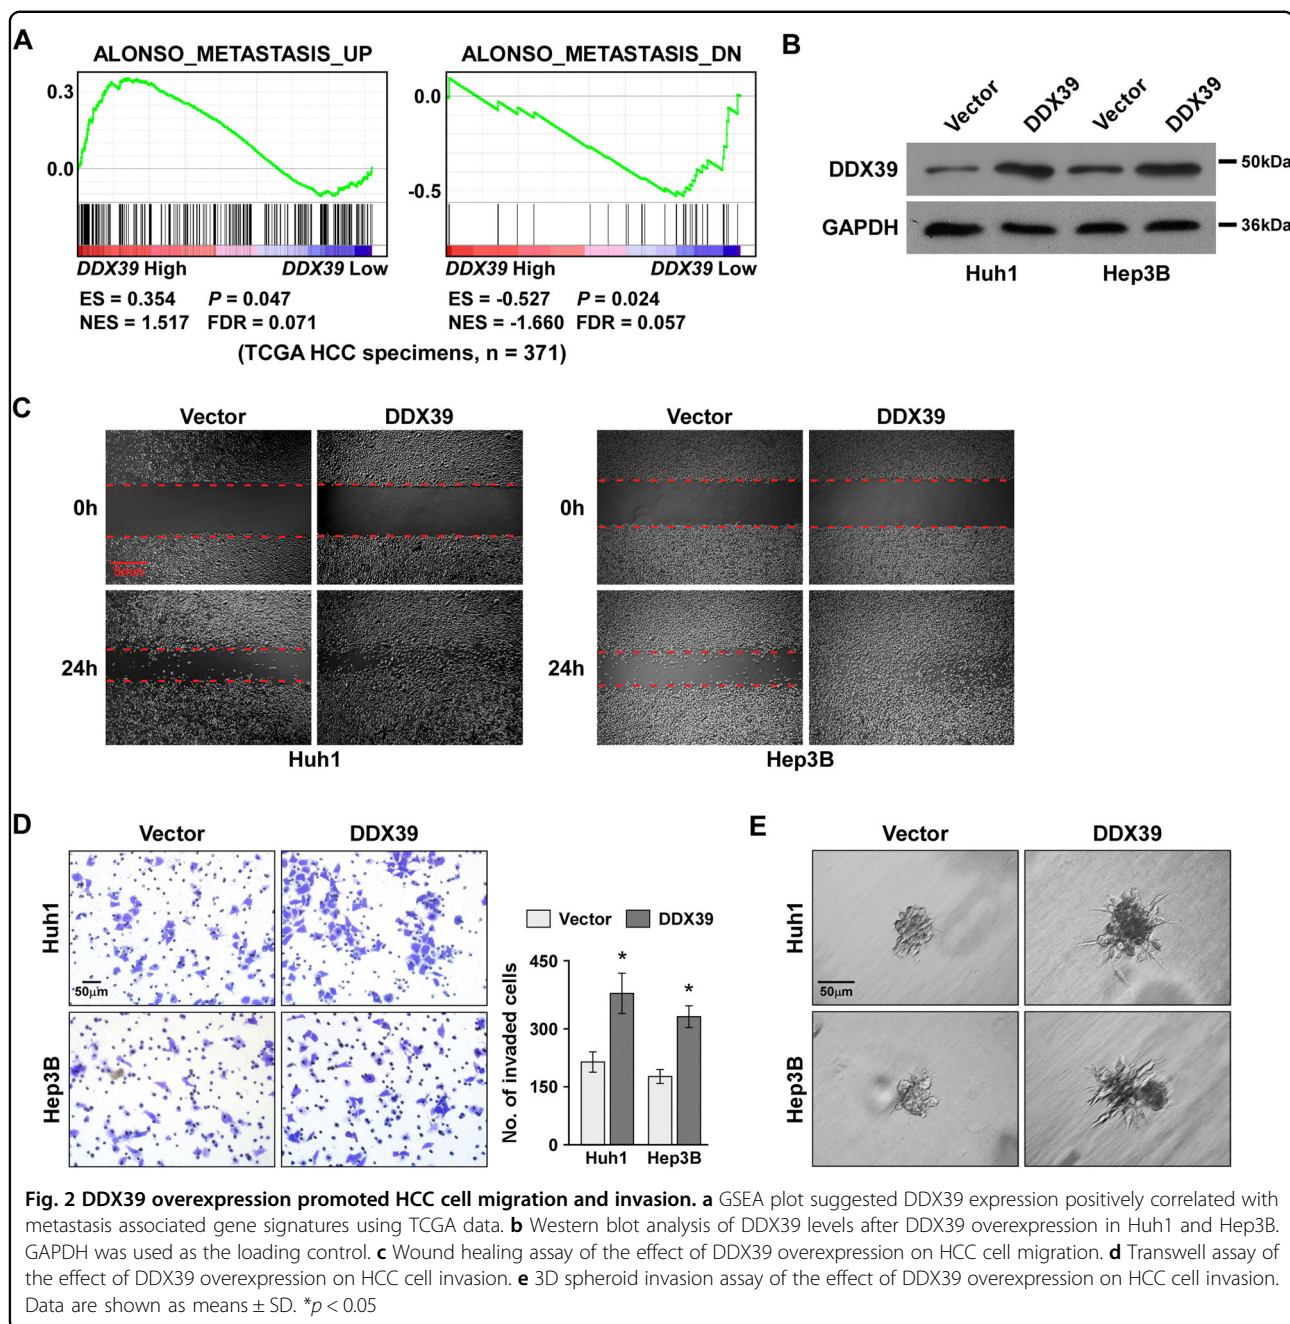 A
ALONSO_METASTASIS_UP
0.3
0.0
DDX39 High DDX39 Low
ES = 0.354 P = 0.047
NES = 1.517 FDR = 0.071
ALONSO_METASTASIS_DN
0.0
-0.5
DDX39 High DDX39 Low
ES = -0.527 P = 0.024
NES = -1.660 FDR = 0.057
(TCGA HCC specimens, n = 371)
B
Vector DDX39 Vector DDX39
DDX39 50kDa
GAPDH 36kDa
Huh1 Hep3B
C
Vector DDX39 Vector DDX39
0h 0h
5mm
24h 24h
Huh1 Hep3B
D
Vector DDX39
Huh1
50μm
Hep3B
Vector DDX39
No. of invaded cells
450
300
150
0
* *
Huh1 Hep3B
E
Vector DDX39
Huh1
50μm
Hep3B
Fig. 2 DDX39 overexpression promoted HCC cell migration and invasion. a GSEA plot suggested DDX39 expression positively correlated with
metastasis associated gene signatures using TCGA data. b Western blot analysis of DDX39 levels after DDX39 overexpression in Huh1 and Hep3B.
GAPDH was used as the loading control. c Wound healing assay of the effect of DDX39 overexpression on HCC cell migration. d Transwell assay of
the effect of DDX39 overexpression on HCC cell invasion. e 3D spheroid invasion assay of the effect of DDX39 overexpression on HCC cell invasion.
Data are shown as means ± SD. *p < 0.05